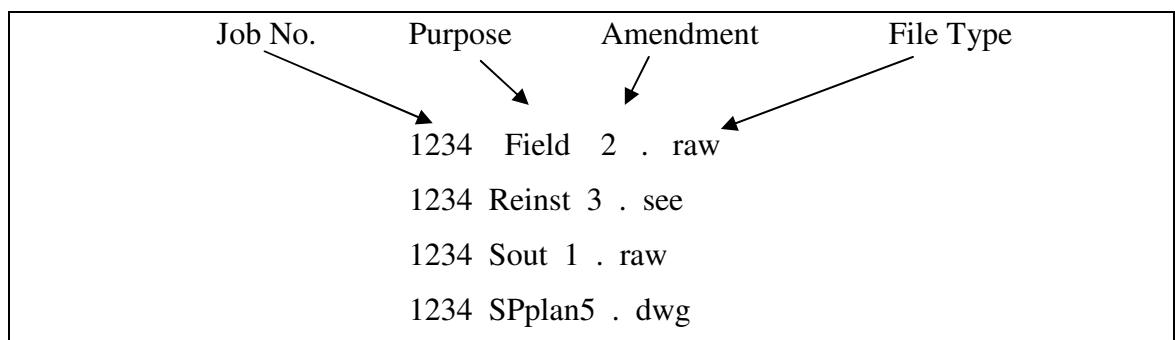 Job No. Purpose Amendment File Type
1234 Field 2 . raw
1234 Reinst 3 . see
1234 Sout 1 . raw
1234 SPplan5 . dwg